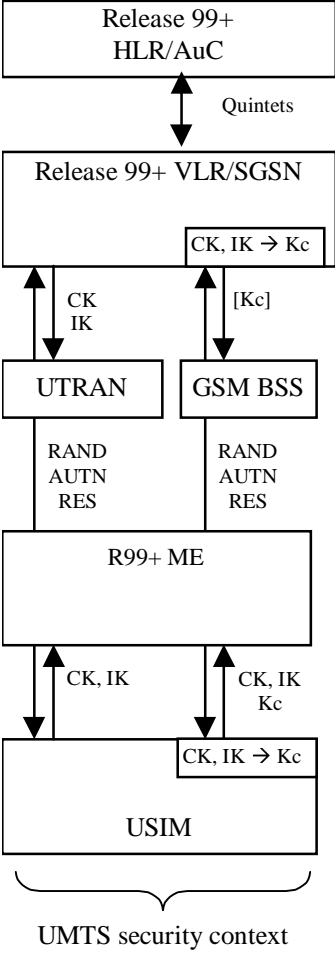 Release 99+
HLR/AuC
Quintets
Release 99+ VLR/SGSN
CK, IK → Kc
CK
IK
[Kc]
UTRAN
GSM BSS
RAND
AUTN
RES
RAND
AUTN
RES
R99+ ME
CK, IK
CK, IK
Kc
CK, IK → Kc
USIM
UMTS security context